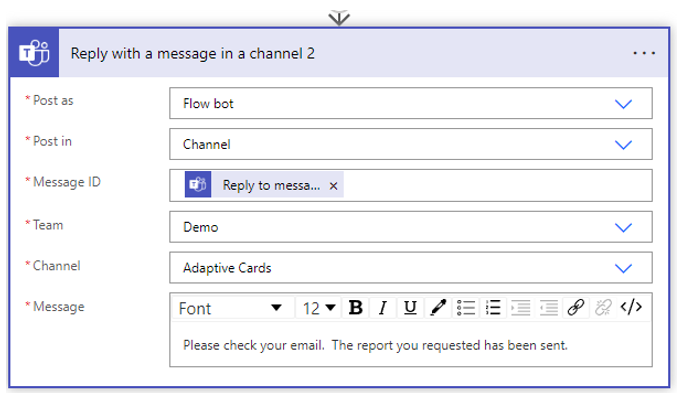 Reply with a message in a channel 2
* Post as
Flow bot
* Post in
Channel
* Message ID
Reply to messa... ×
* Team
Demo
* Channel
Adaptive Cards
* Message
Font 12 B I U </>
Please check your email.  The report you requested has been sent.